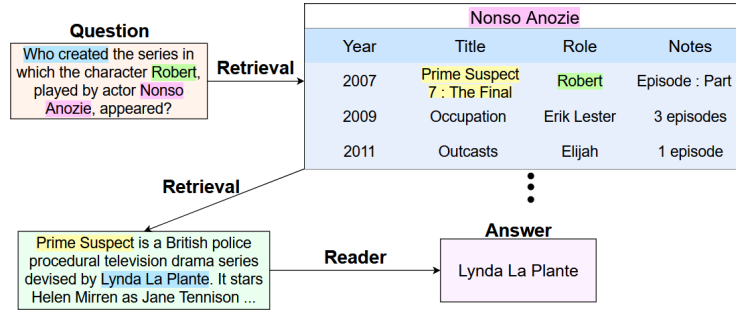 Question
Who created the series in
which the character Robert,
played by actor Nonso
Anozie, appeared?
Retrieval
Nonso Anozie
Year Title Role Notes
2007 Prime Suspect 7 : The Final Robert Episode : Part
2009 Occupation Erik Lester 3 episodes
2011 Outcasts Elijah 1 episode
Retrieval
Prime Suspect is a British police
procedural television drama series
devised by Lynda La Plante. It stars
Helen Mirren as Jane Tennison ...
Reader
Answer
Lynda La Plante